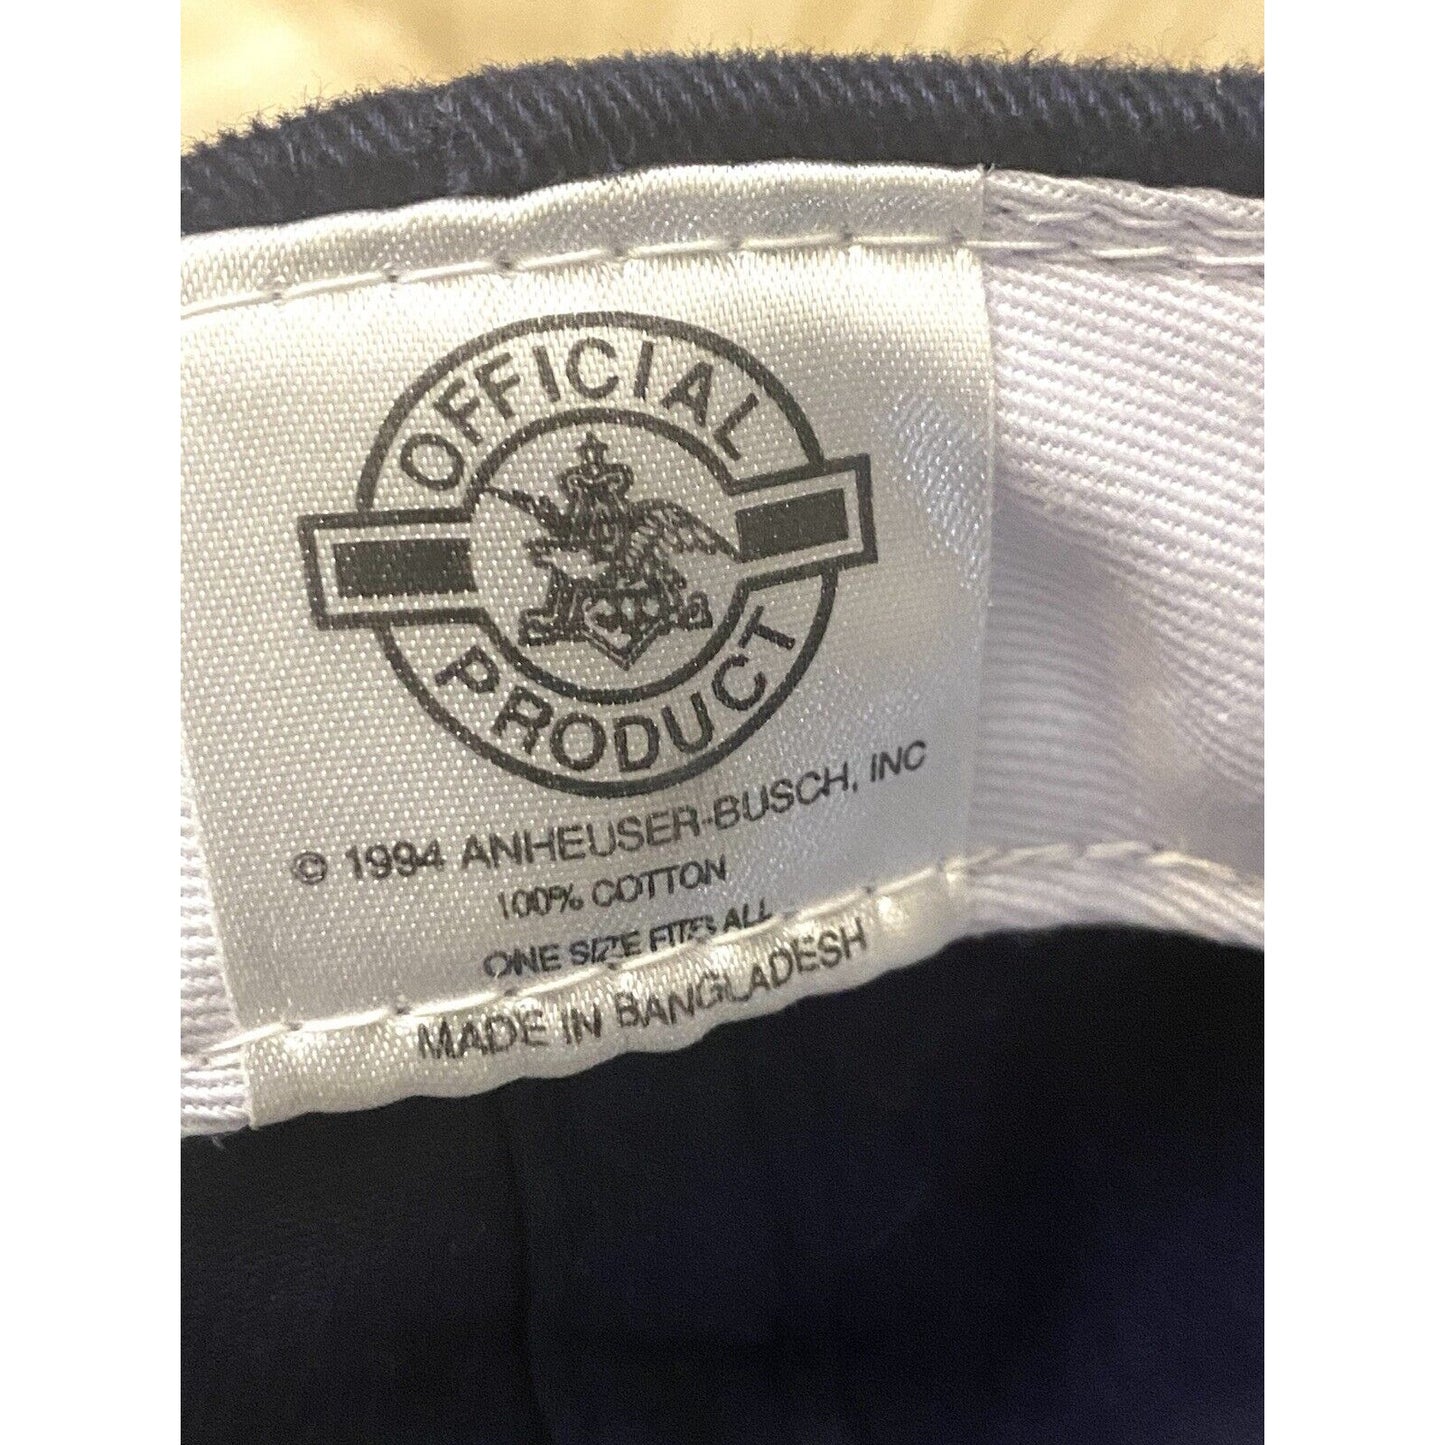 OFFICIAL
PRODUCT
© 1994 ANHEUSER-BUSCH, INC
100% COTTON
ONE SIZE FITS ALL
MADE IN BANGLADESH